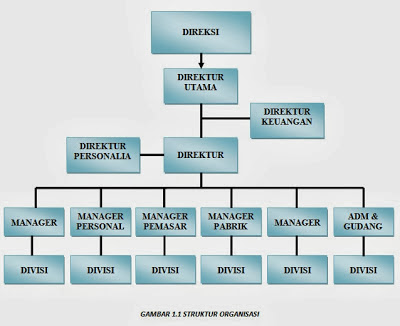 DIREKSI
DIREKTUR
UTAMA
DIREKTUR
KEUANGAN
DIREKTUR
PERSONALIA
DIREKTUR
MANAGER
MANAGER
PERSONAL
MANAGER
PEMASAR
MANAGER
PABRIK
MANAGER
ADM &
GUDANG
DIVISI
DIVISI
DIVISI
DIVISI
DIVISI
DIVISI
GAMBAR 1.1 STRUKTUR ORGANISASI